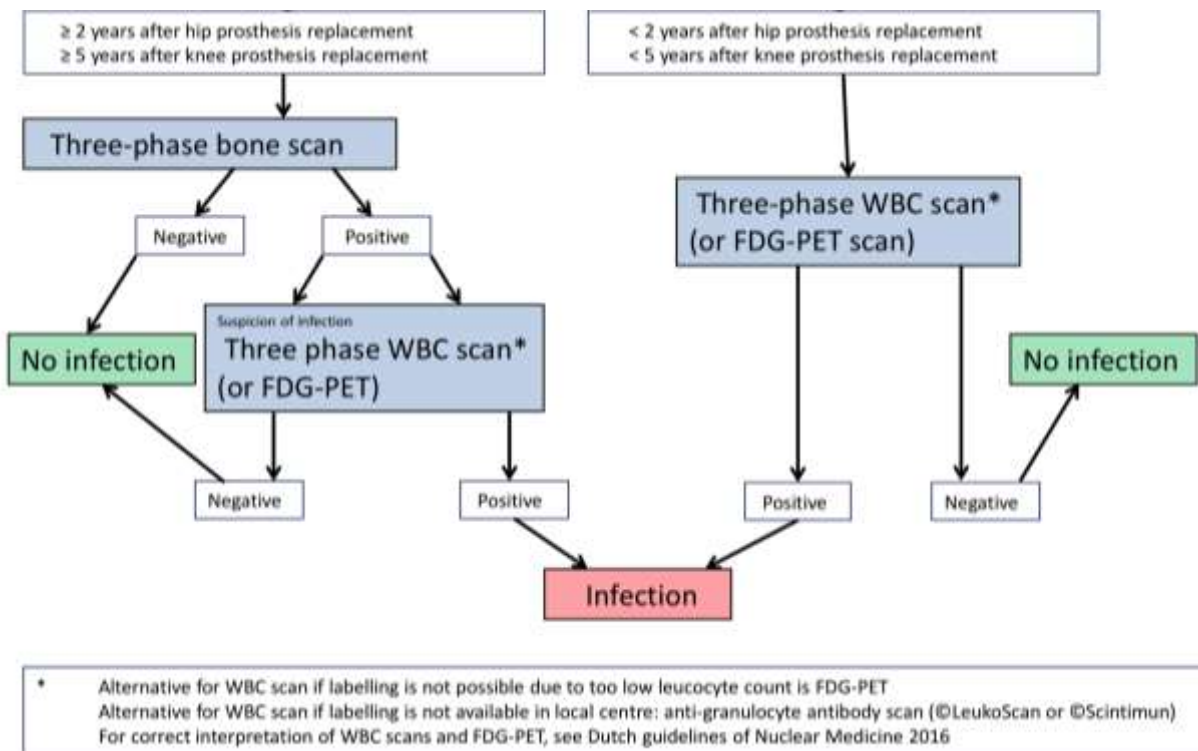 ≥ 2 years after hip prosthesis replacement
≥ 5 years after knee prosthesis replacement
< 2 years after hip prosthesis replacement
< 5 years after knee prosthesis replacement
Three-phase bone scan
Three-phase WBC scan*
(or FDG-PET scan)
Negative
Positive
Suspicion of infection
Three phase WBC scan*
(or FDG-PET)
No infection
No infection
Negative
Positive
Positive
Negative
Infection
* Alternative for WBC scan if labelling is not possible due to too low leucocyte count is FDG-PET
Alternative for WBC scan if labelling is not available in local centre: anti-granulocyte antibody scan (©LeukoScan or ©Scintimun)
For correct interpretation of WBC scans and FDG-PET, see Dutch guidelines of Nuclear Medicine 2016